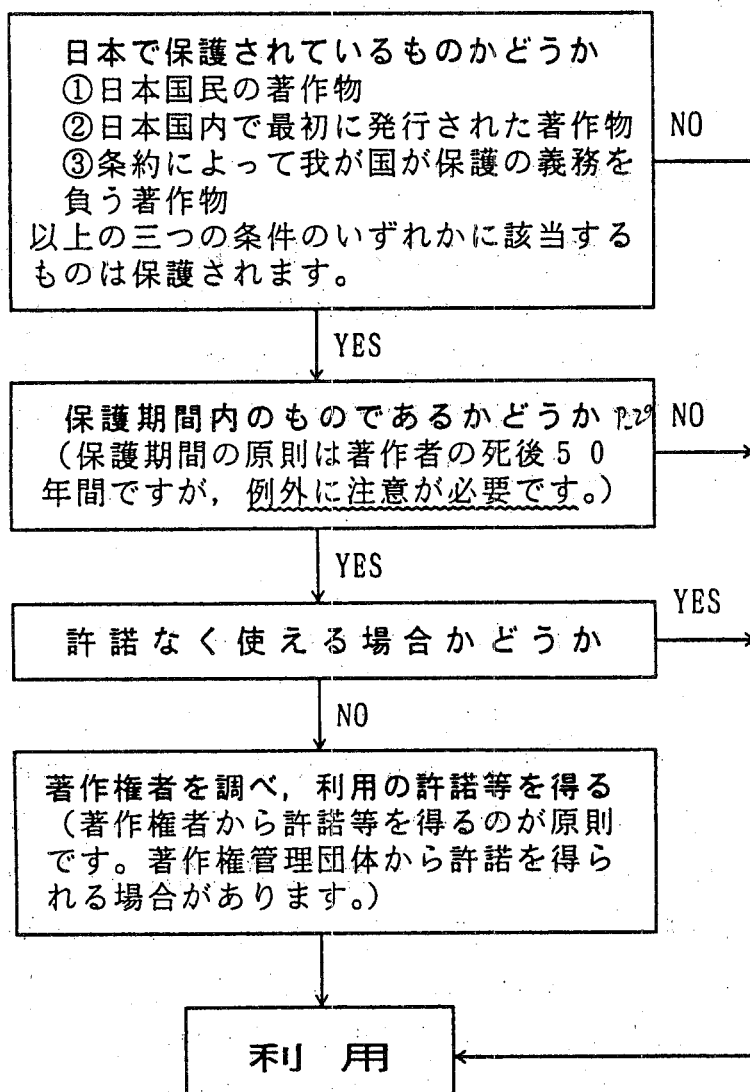 日本で保護されているものかどうか
①日本国民の著作物
②日本国内で最初に発行された著作物
③条約によって我が国が保護の義務を
負う著作物
以上の三つの条件のいずれかに該当する
ものは保護されます。
NO
YES
保護期間内のものであるかどうか P.29
NO
(保護期間の原則は著作者の死後50
年間ですが,例外に注意が必要です。)
YES
許諾なく使える場合かどうか
YES
NO
著作権者を調べ,利用の許諾等を得る
(著作権者から許諾等を得るのが原則
です。著作権管理団体から許諾を得ら
れる場合があります。)
利 用